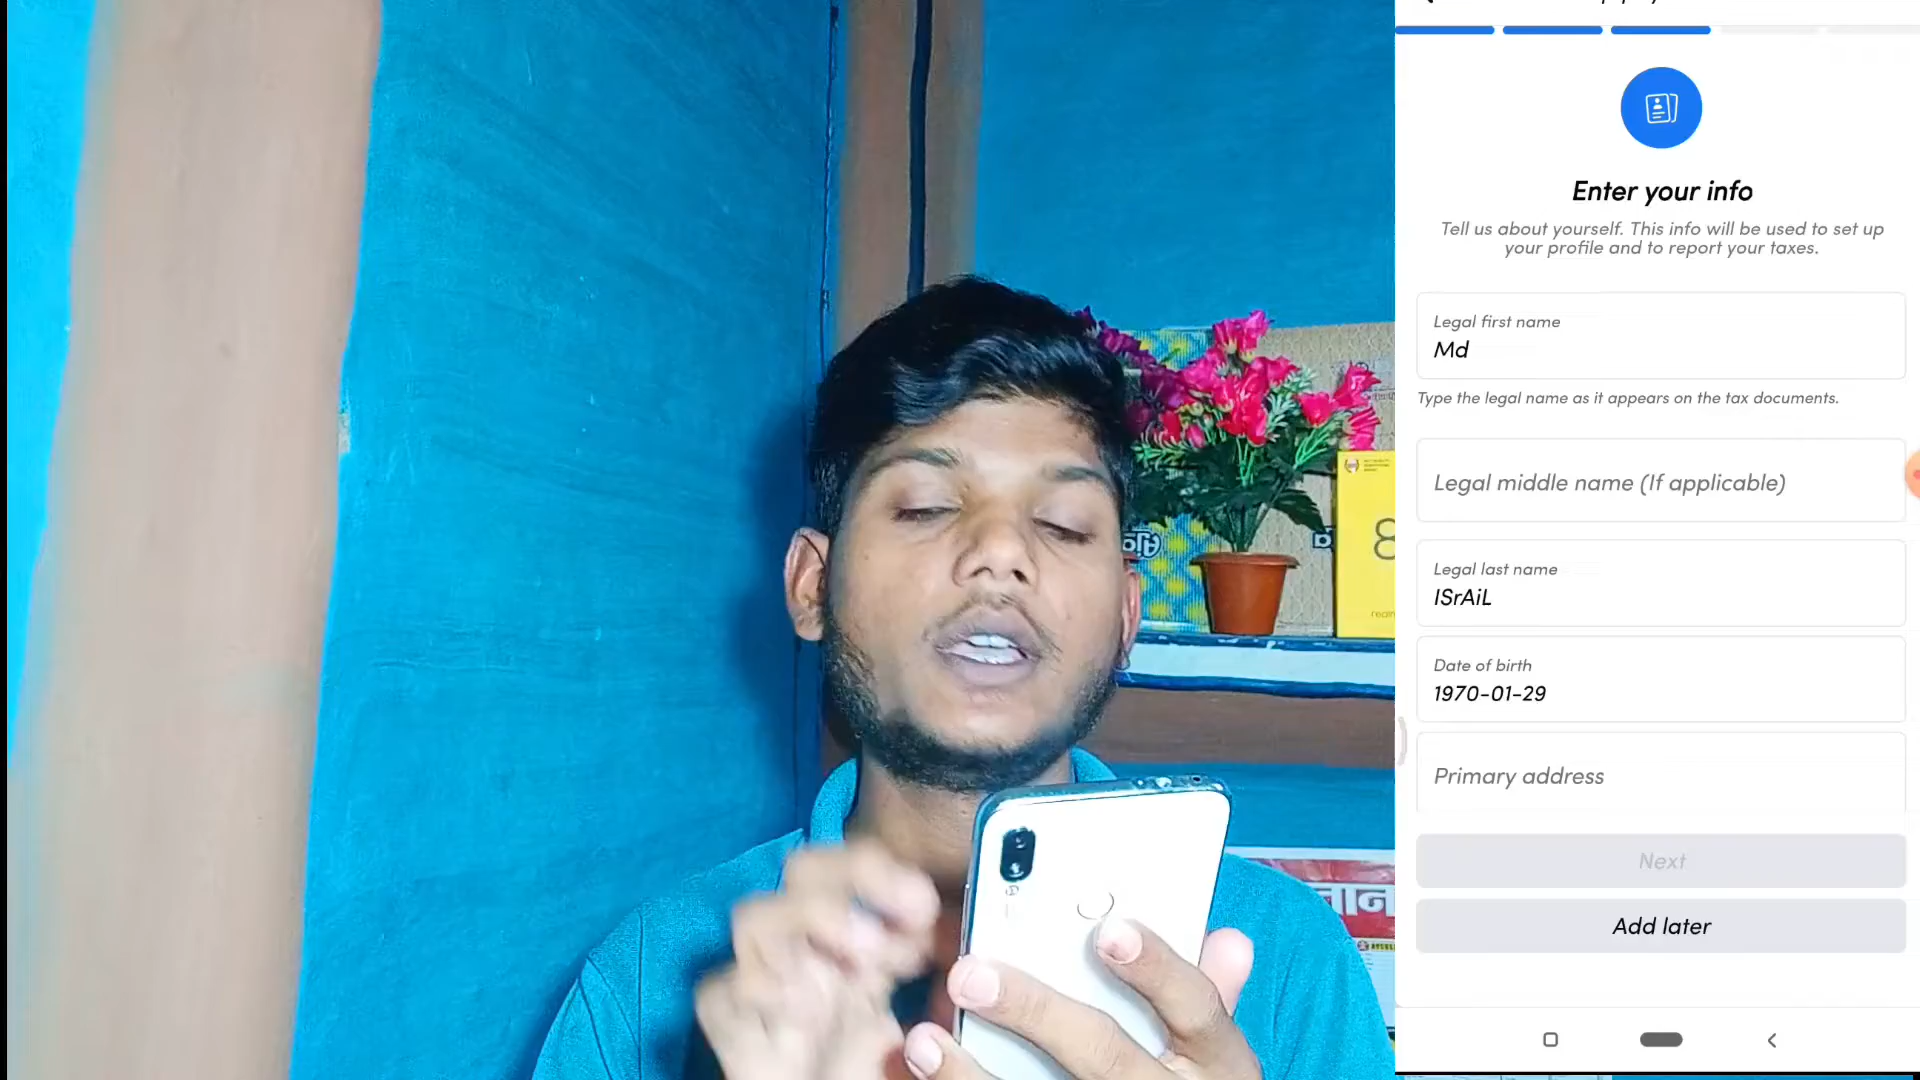 Enter your info
Tell us about yourself. This info will be used to set up
your profile and to report your taxes.
Legal first name
Md
Type the legal name as it appears on the tax documents.
Legal middle name (If applicable)
Legal last name
ISrAiL
Date of birth
1970-01-29
Primary address
Next
Add later
8